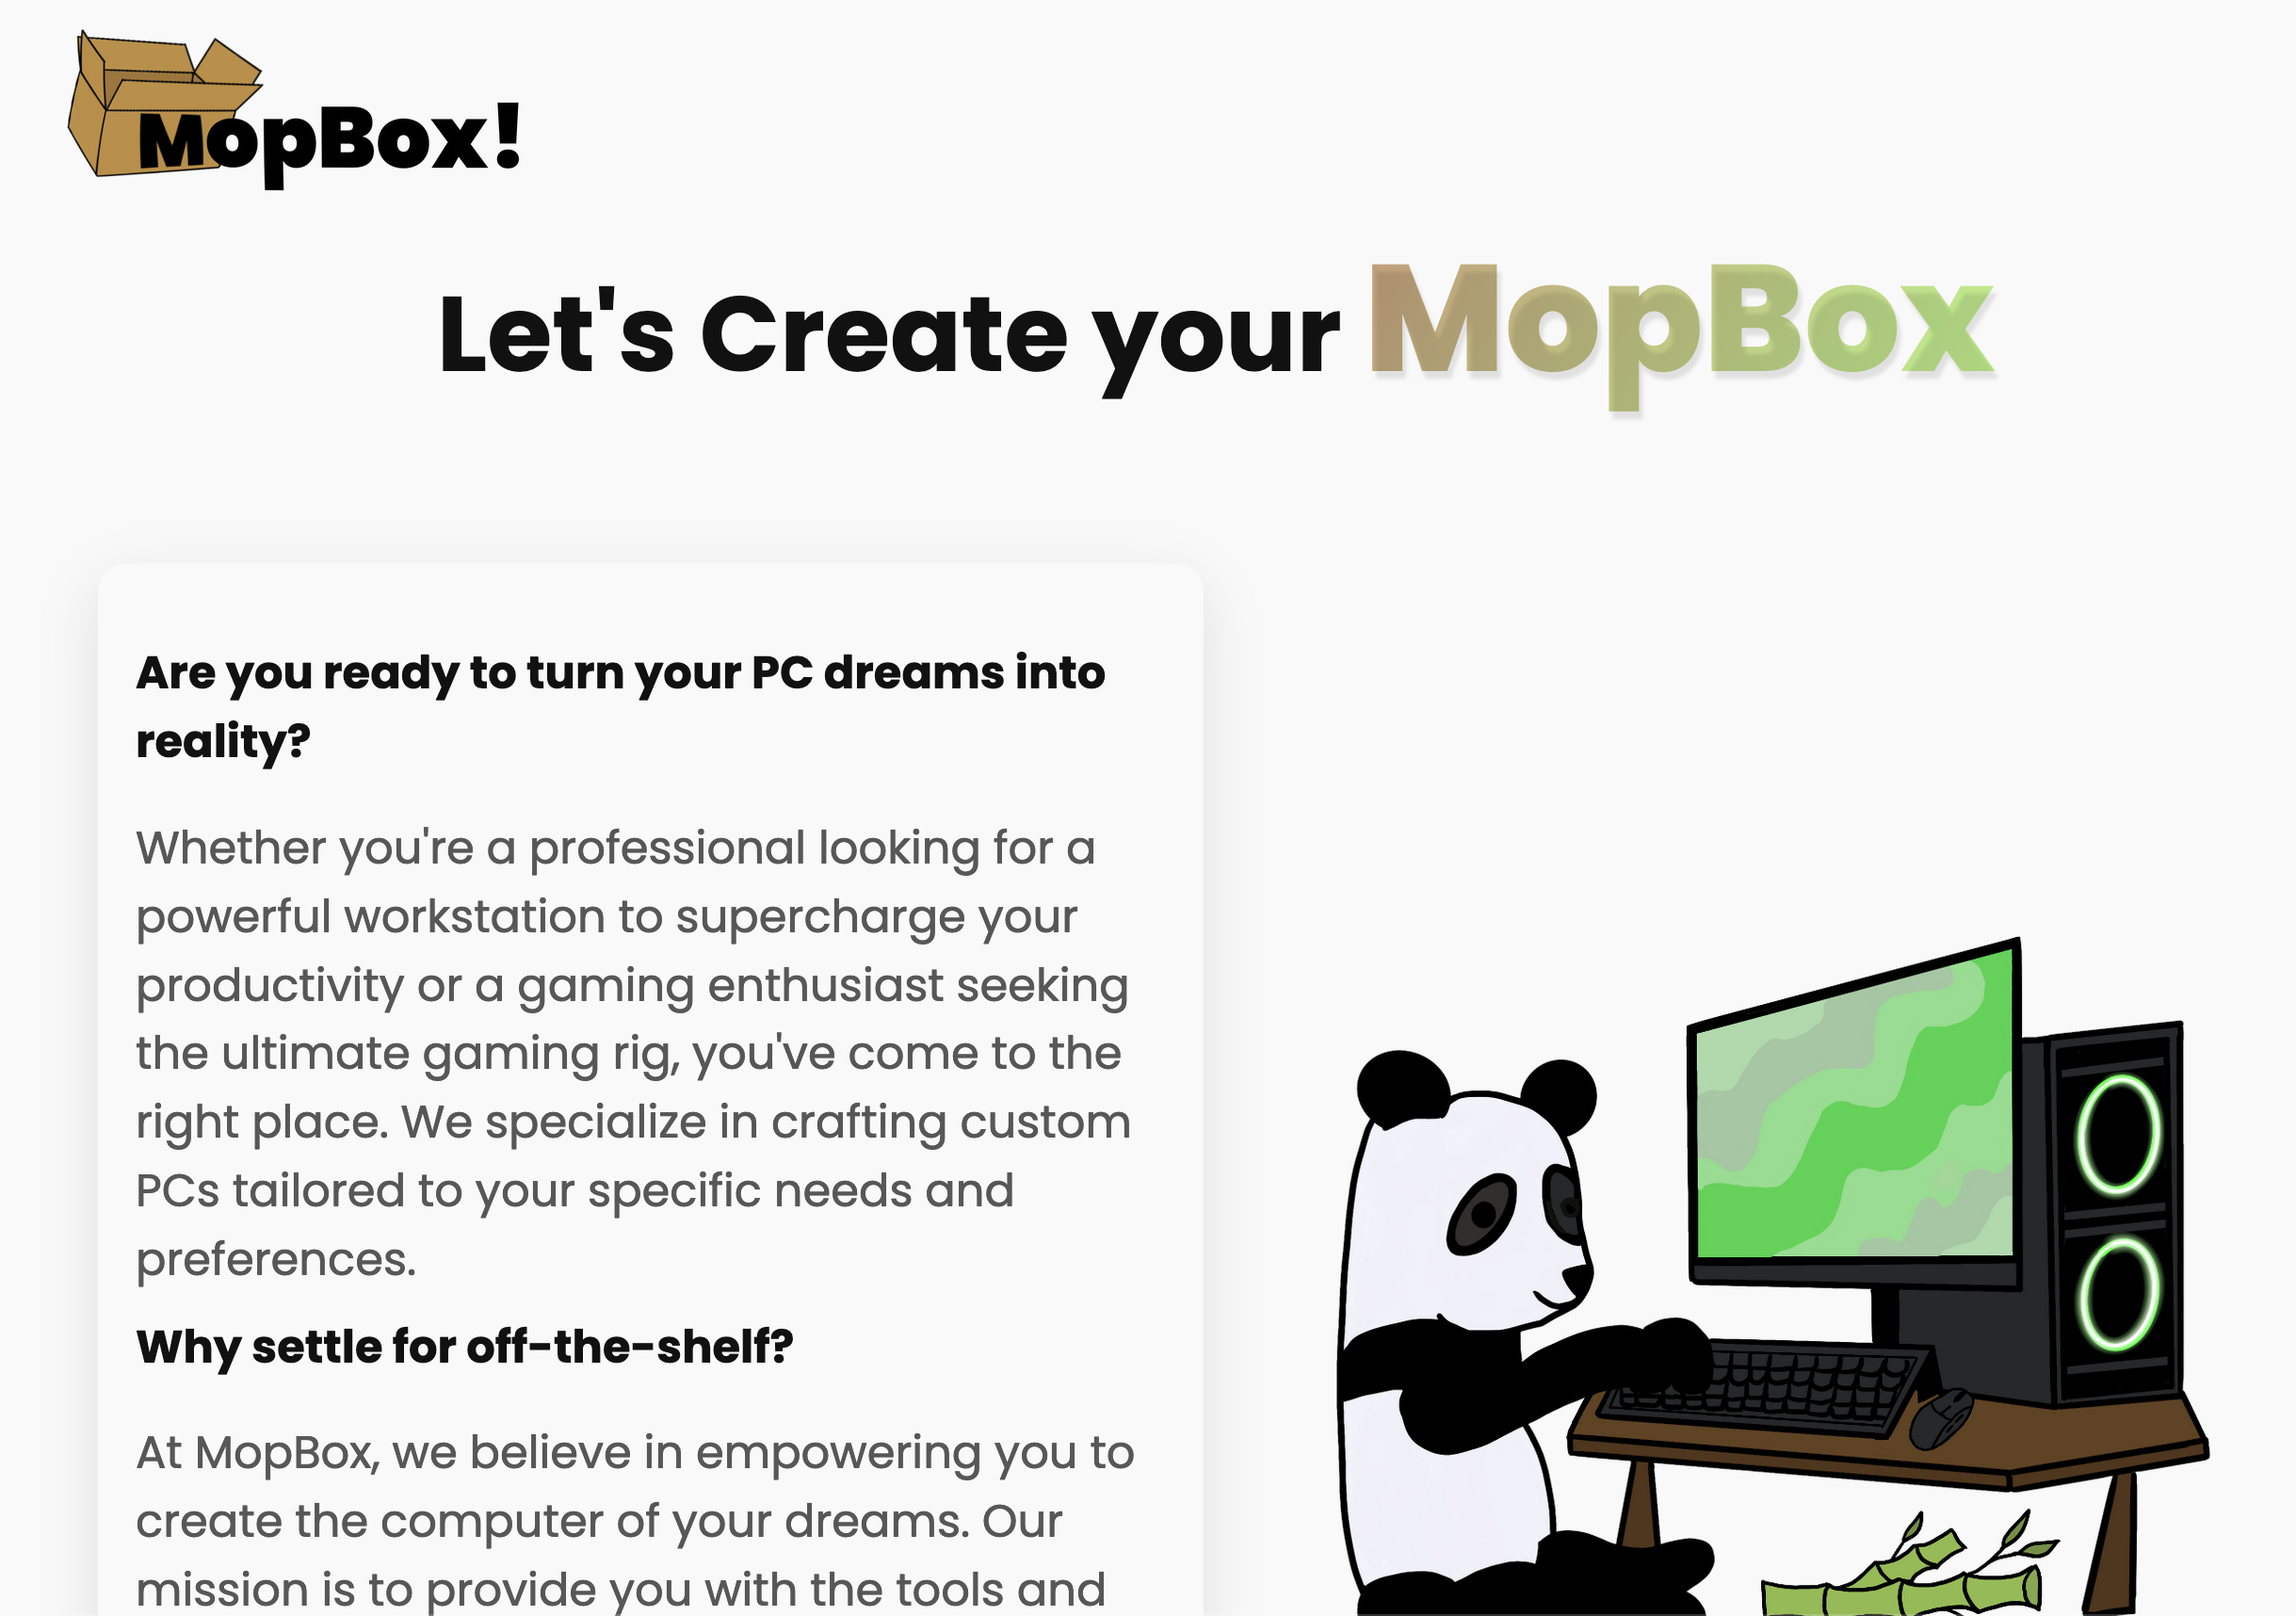 MopBox!
Let's Create your MopBox
Are you ready to turn your PC dreams into
reality?
Whether you're a professional looking for a
powerful workstation to supercharge your
productivity or a gaming enthusiast seeking
the ultimate gaming rig, you've come to the
right place. We specialize in crafting custom
PCs tailored to your specific needs and
preferences.
Why settle for off-the-shelf?
At MopBox, we believe in empowering you to
create the computer of your dreams. Our
mission is to provide you with the tools and